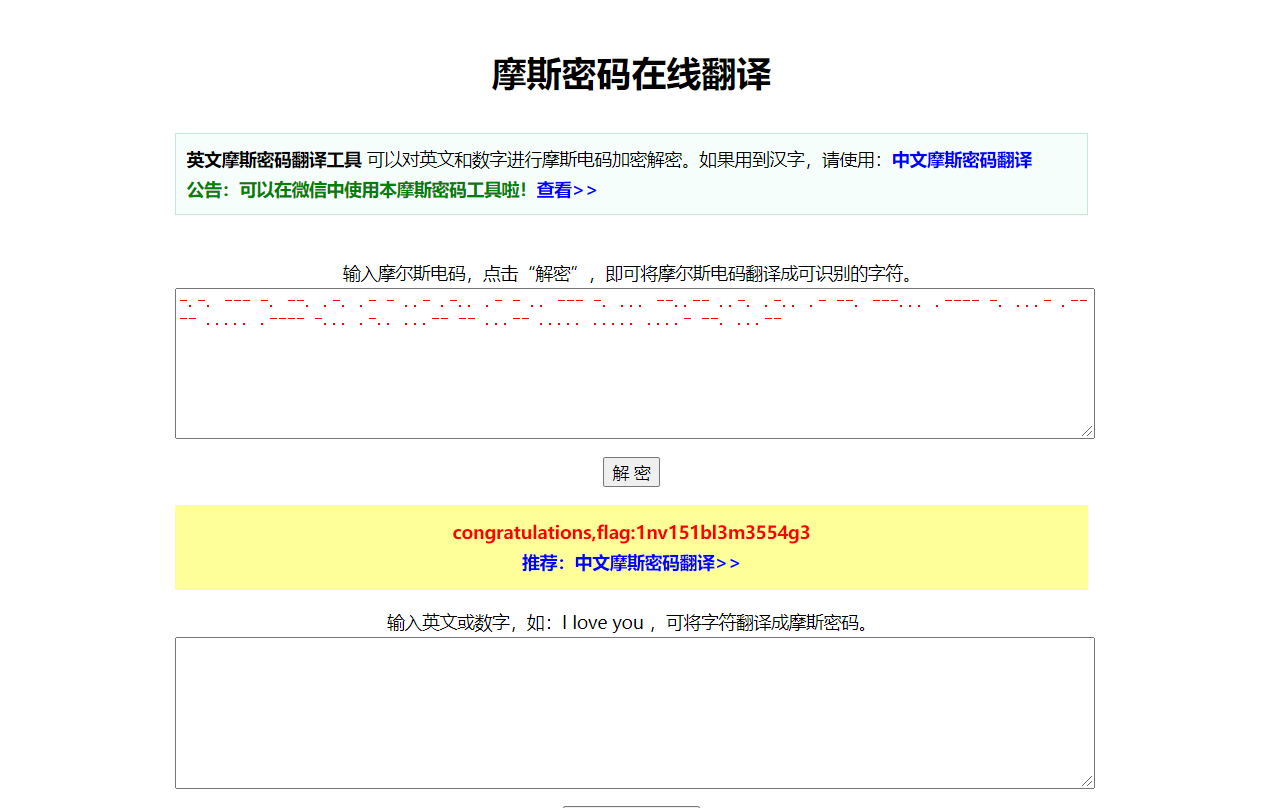 摩斯密码在线翻译
英文摩斯密码翻译工具 可以对英文和数字进行摩斯电码加密解密。如果用到汉字，请使用：中文摩斯密码翻译
公告：可以在微信中使用本摩斯密码工具啦！查看>>
输入摩尔斯电码，点击“解密”，即可将摩尔斯电码翻译成可识别的字符。
-.-. --- -. --. .-. .- - ..- .-.. .- - .. --- -. ... --..-- ..-. .-.. .- --. ---... .---- -. ...- .--
-- ..... .---- -... .-.. ...-- -- ...-- ..... ..... ....- --. ...--
解 密
congratulations,flag:1nv151bl3m3554g3
推荐：中文摩斯密码翻译>>
输入英文或数字，如：I love you ，可将字符翻译成摩斯密码。